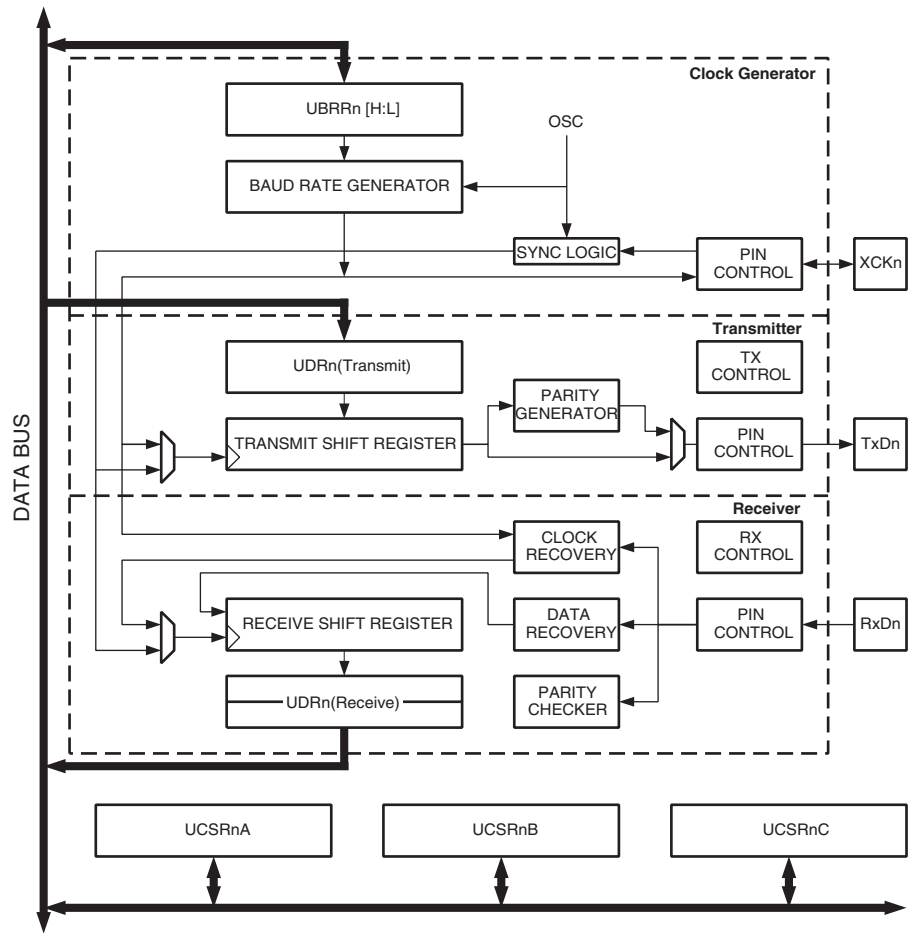 Clock Generator
UBRRn [H:L]
OSC
BAUD RATE GENERATOR
SYNC LOGIC
PIN
CONTROL
XCKn
Transmitter
UDRn(Transmit)
TX
CONTROL
PARITY
GENERATOR
TRANSMIT SHIFT REGISTER
PIN
CONTROL
TxDn
DATA BUS
Receiver
CLOCK
RECOVERY
RX
CONTROL
RECEIVE SHIFT REGISTER
DATA
RECOVERY
PIN
CONTROL
RxDn
UDRn(Receive)
PARITY
CHECKER
UCSRnA
UCSRnB
UCSRnC